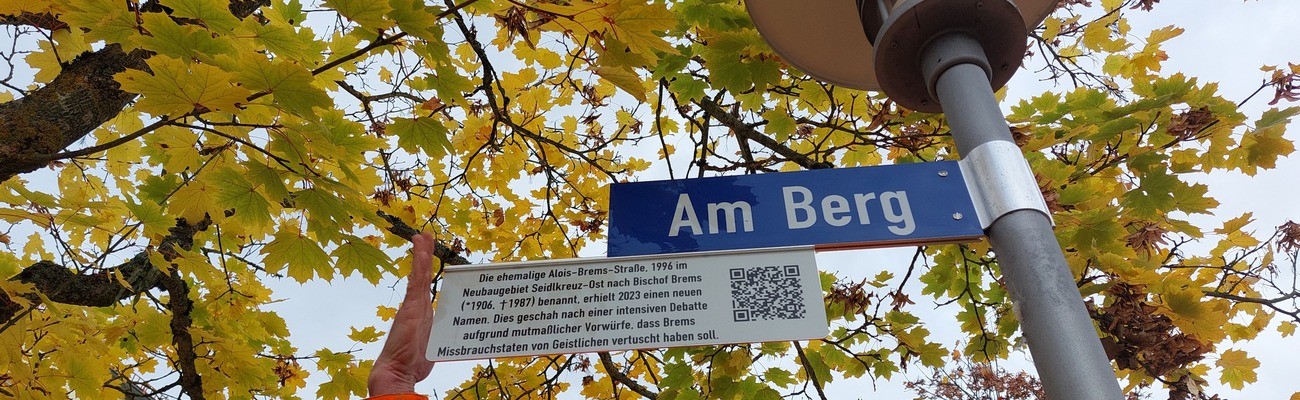 Am Berg
Die ehemalige Alois-Brems-Straße, 1996 im
Neubaugebiet Seidlkreuz-Ost nach Bischof Brems
(*1906, †1987) benannt, erhielt 2023 einen neuen
Namen. Dies geschah nach einer intensiven Debatte
aufgrund mutmaßlicher Vorwürfe, dass Brems
Missbrauchstaten von Geistlichen vertuscht haben soll.